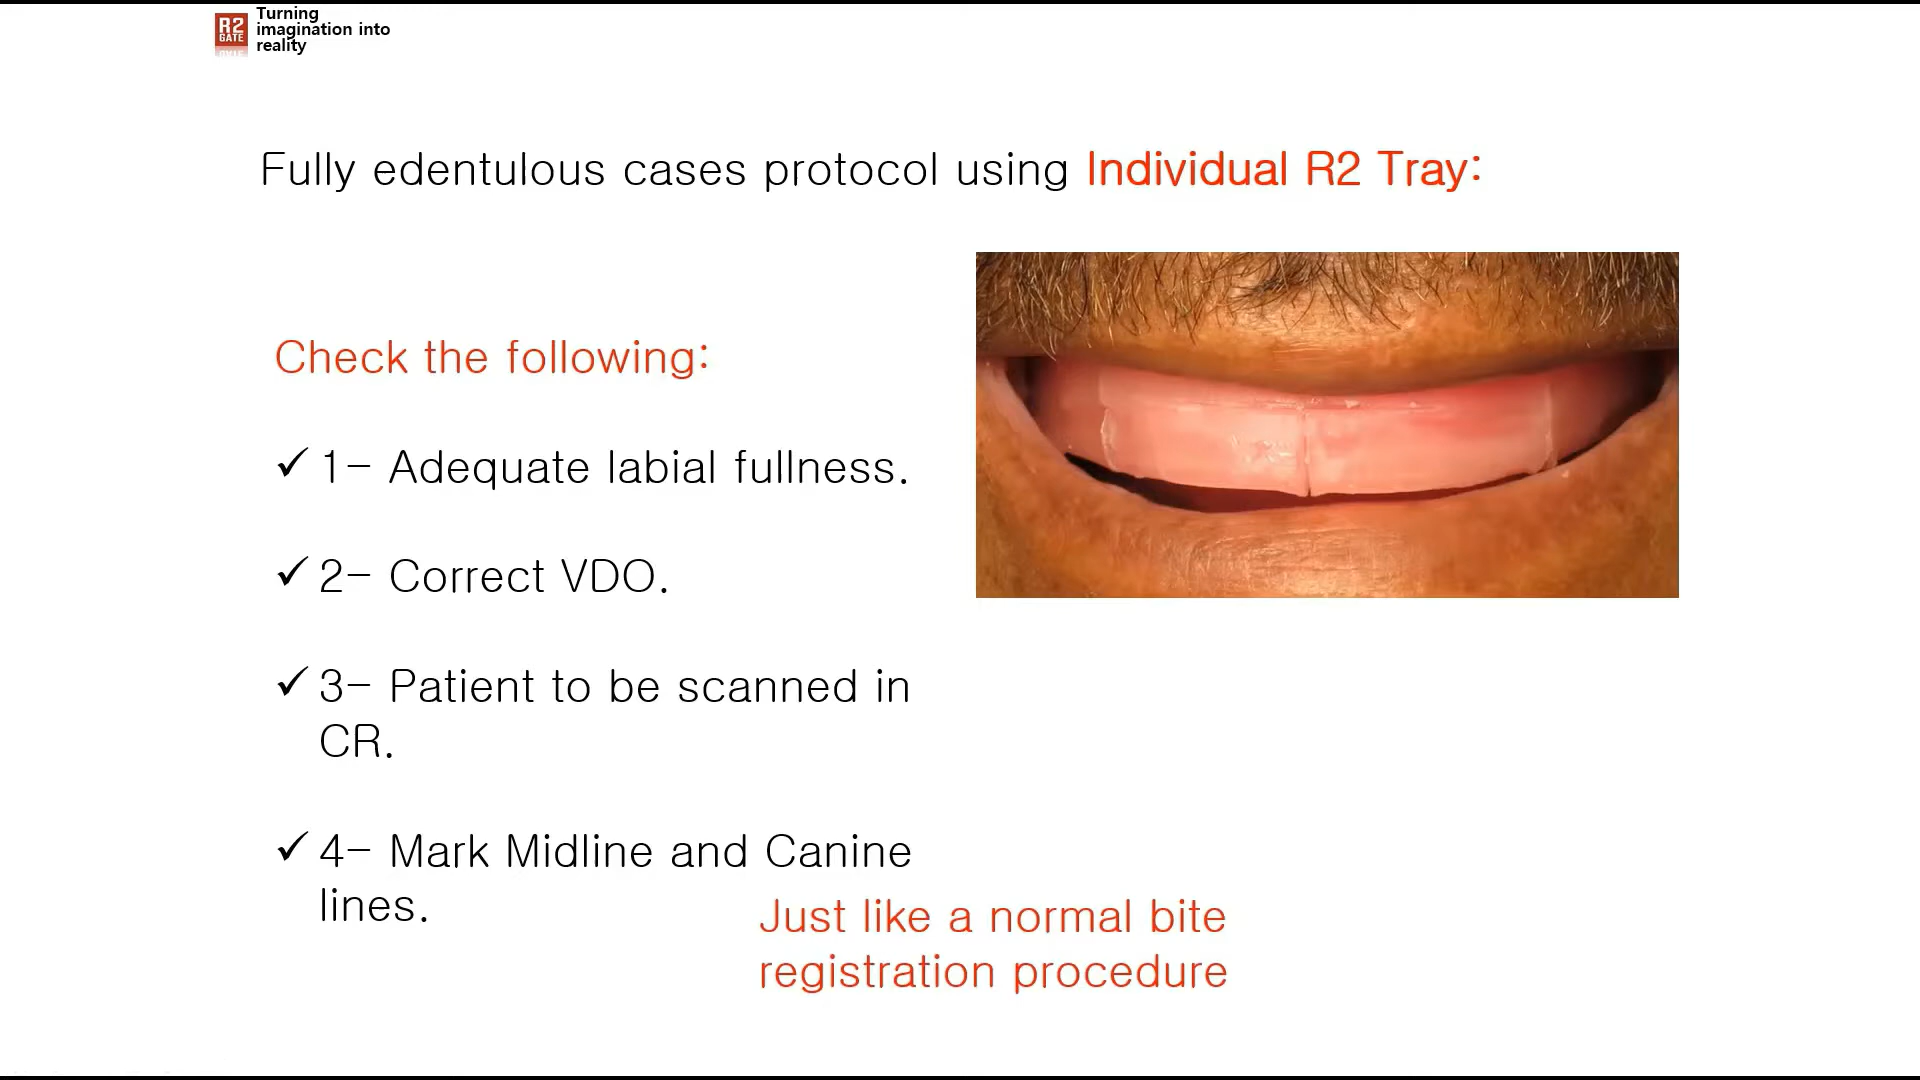 R2
GATE
Turning
imagination into
reality
Fully edentulous cases protocol using Individual R2 Tray:
Check the following:
✓ 1- Adequate labial fullness.
✓ 2- Correct VDO.
✓ 3- Patient to be scanned in
CR.
✓ 4- Mark Midline and Canine
lines.
Just like a normal bite
registration procedure